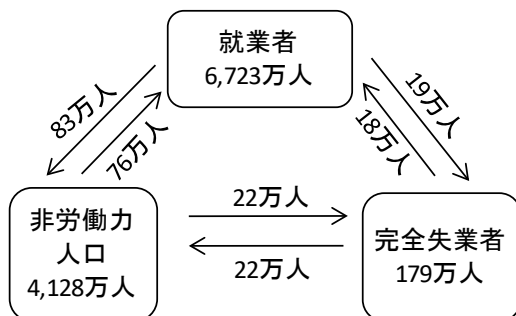 就業者
6,723万人
83万人
76万人
19万人
18万人
非労働力
人口
4,128万人
22万人
22万人
完全失業者
179万人